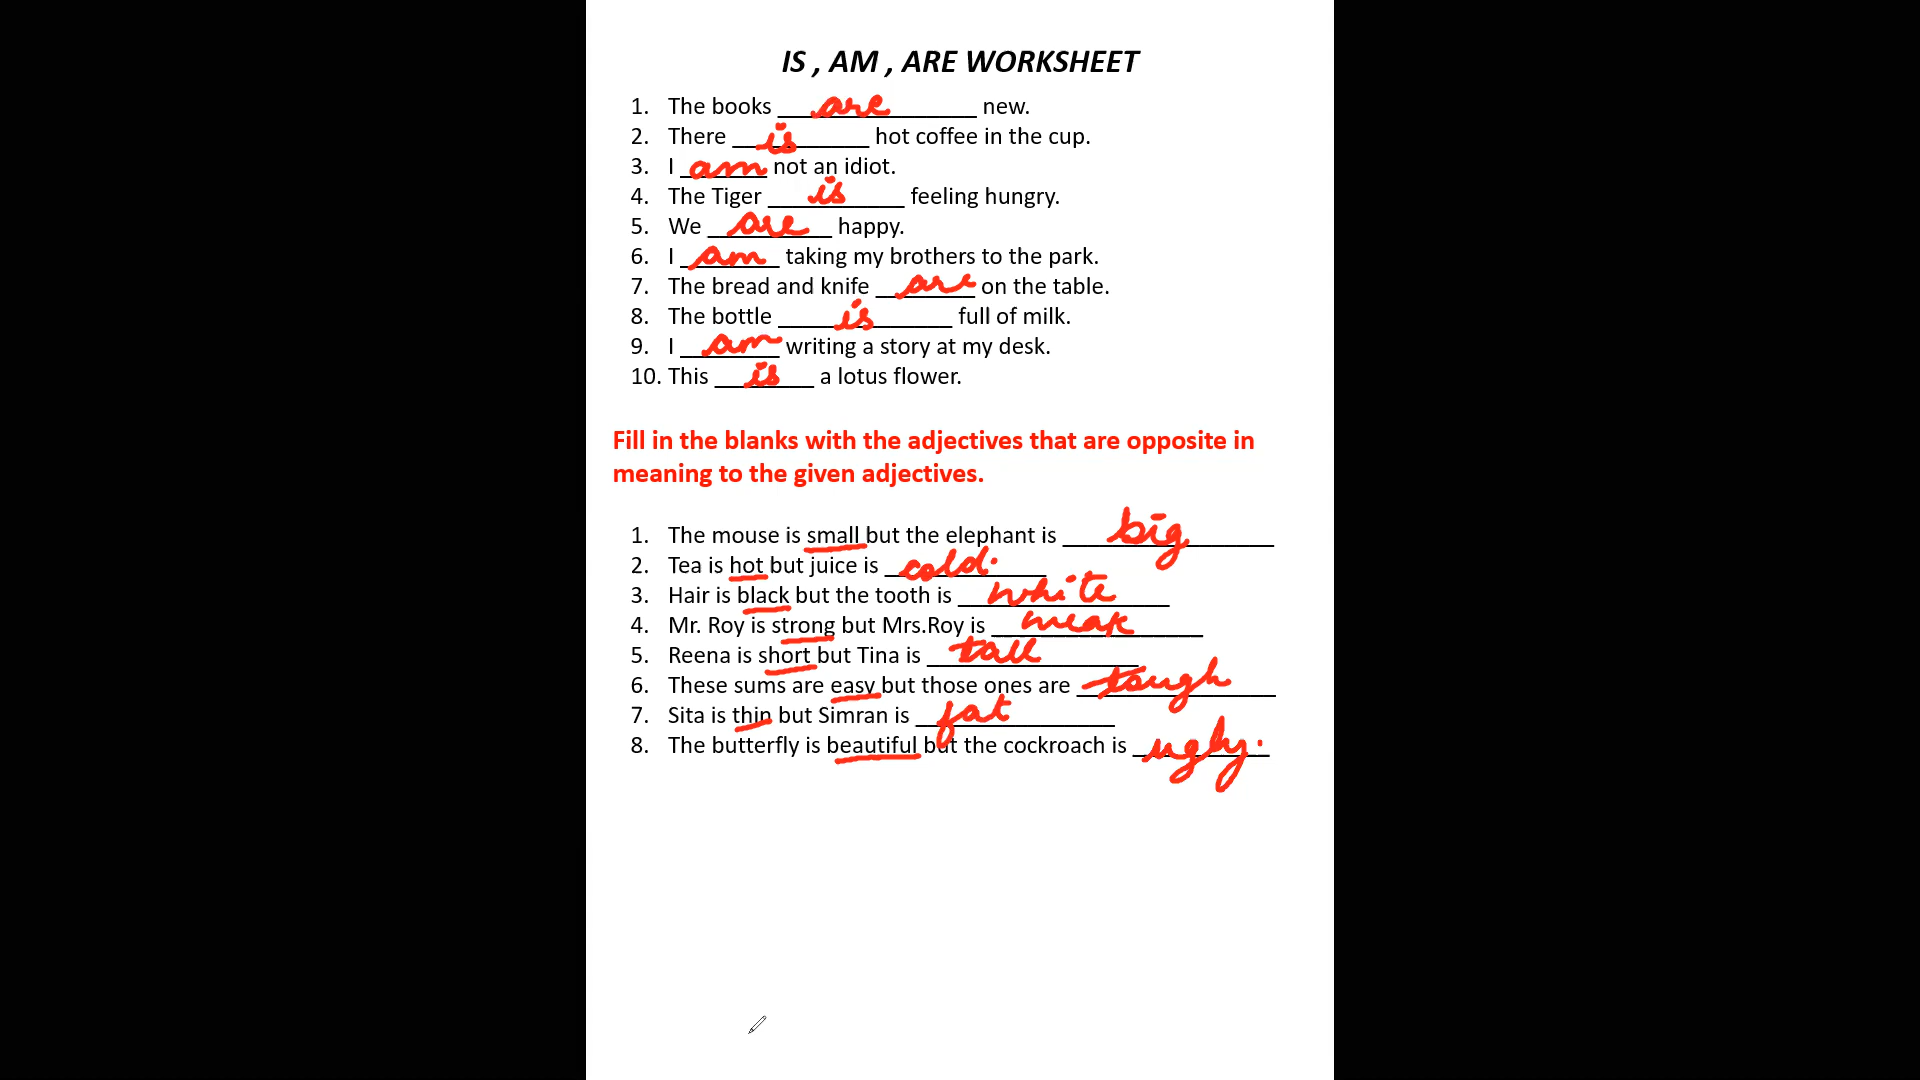 IS , AM , ARE WORKSHEET
1. The books are new.
2. There is hot coffee in the cup.
3. I am not an idiot.
4. The Tiger is feeling hungry.
5. We are happy.
6. I am taking my brothers to the park.
7. The bread and knife are on the table.
8. The bottle is full of milk.
9. I am writing a story at my desk.
10. This is a lotus flower.
Fill in the blanks with the adjectives that are opposite in
meaning to the given adjectives.
1. The mouse is small but the elephant is big
2. Tea is hot but juice is cold.
3. Hair is black but the tooth is white
4. Mr. Roy is strong but Mrs.Roy is weak
5. Reena is short but Tina is tall
6. These sums are easy but those ones are tough
7. Sita is thin but Simran is fat
8. The butterfly is beautiful but the cockroach is ugly.